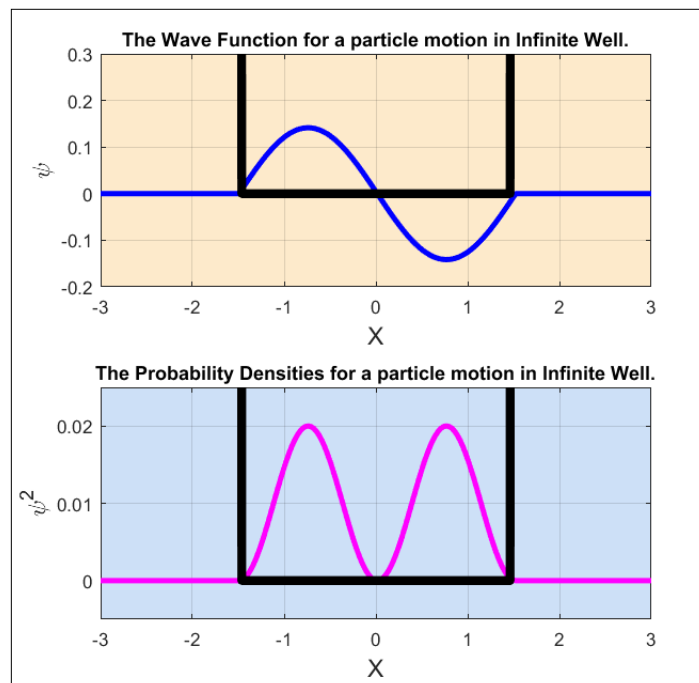 The Wave Function for a particle motion in Infinite Well.
0.3
0.2
0.1
0
-0.1
-0.2
ψ
-3 -2 -1 0 1 2 3
X
The Probability Densities for a particle motion in Infinite Well.
0.02
0.01
0
ψ²
-3 -2 -1 0 1 2 3
X